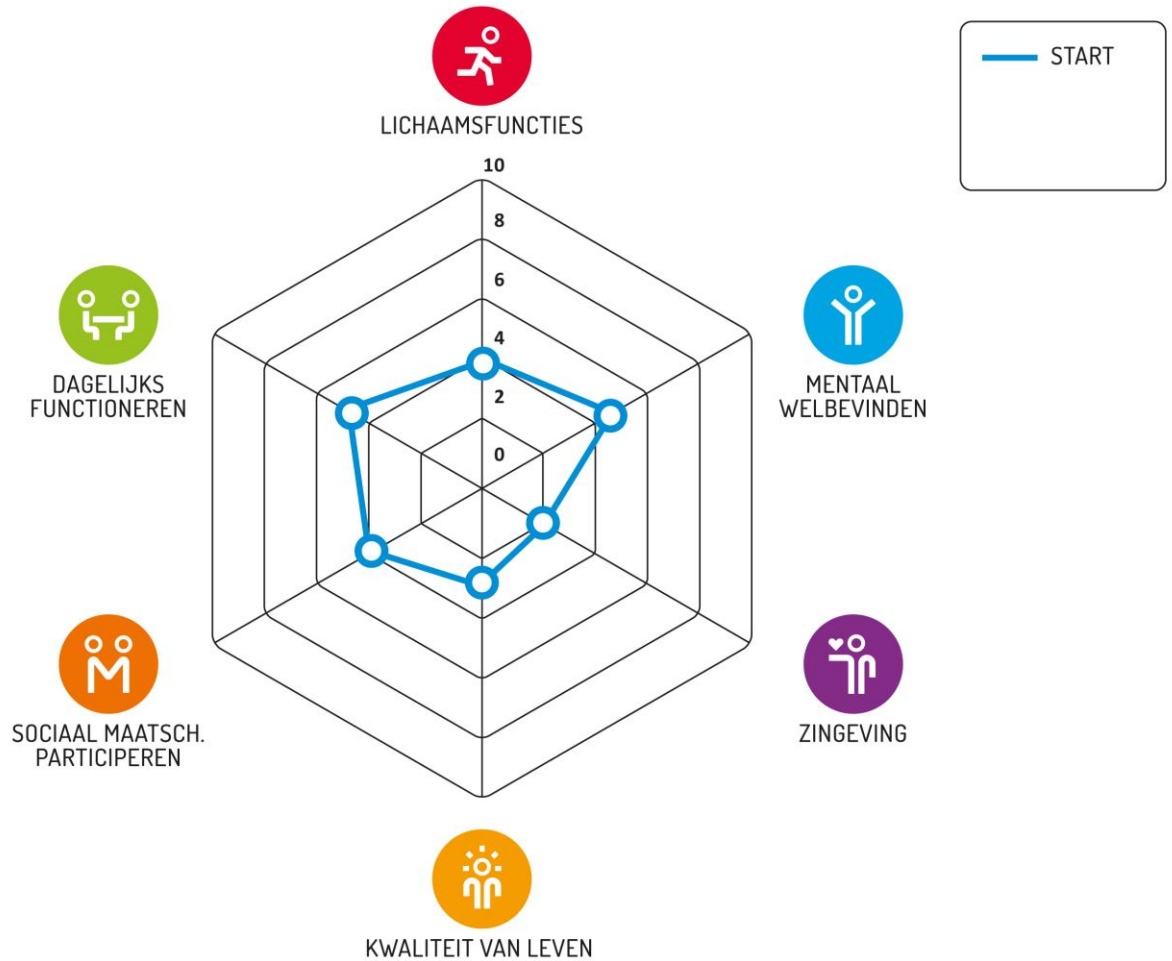 START
LICHAAMSFUNCTIES
10
8
6
4
2
0
DAGELIJKS
FUNCTIONEREN
MENTAAL
WELBEVINDEN
SOCIAAL MAATSCH.
PARTICIPEREN
ZINGEVING
KWALITEIT VAN LEVEN